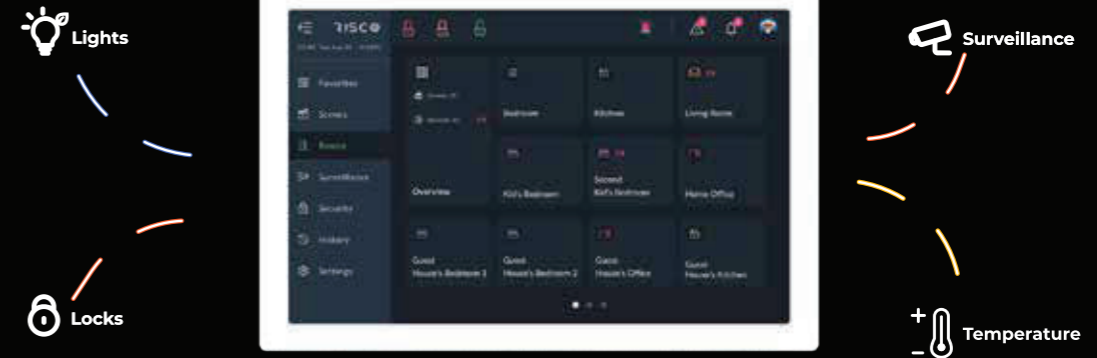 Lights
Surveillance
RISCO
Favorites
Scenes
Rooms
Surveillance
Security
History
Settings
Overview
Bedroom
Kitchen
Living Room
Kid's Bedroom
Second
Kid's Bedroom
Home Office
Guest
House's Bedroom 1
Guest
House's Bedroom 2
Guest
House's Office
Guest
House's Kitchen
Locks
Temperature